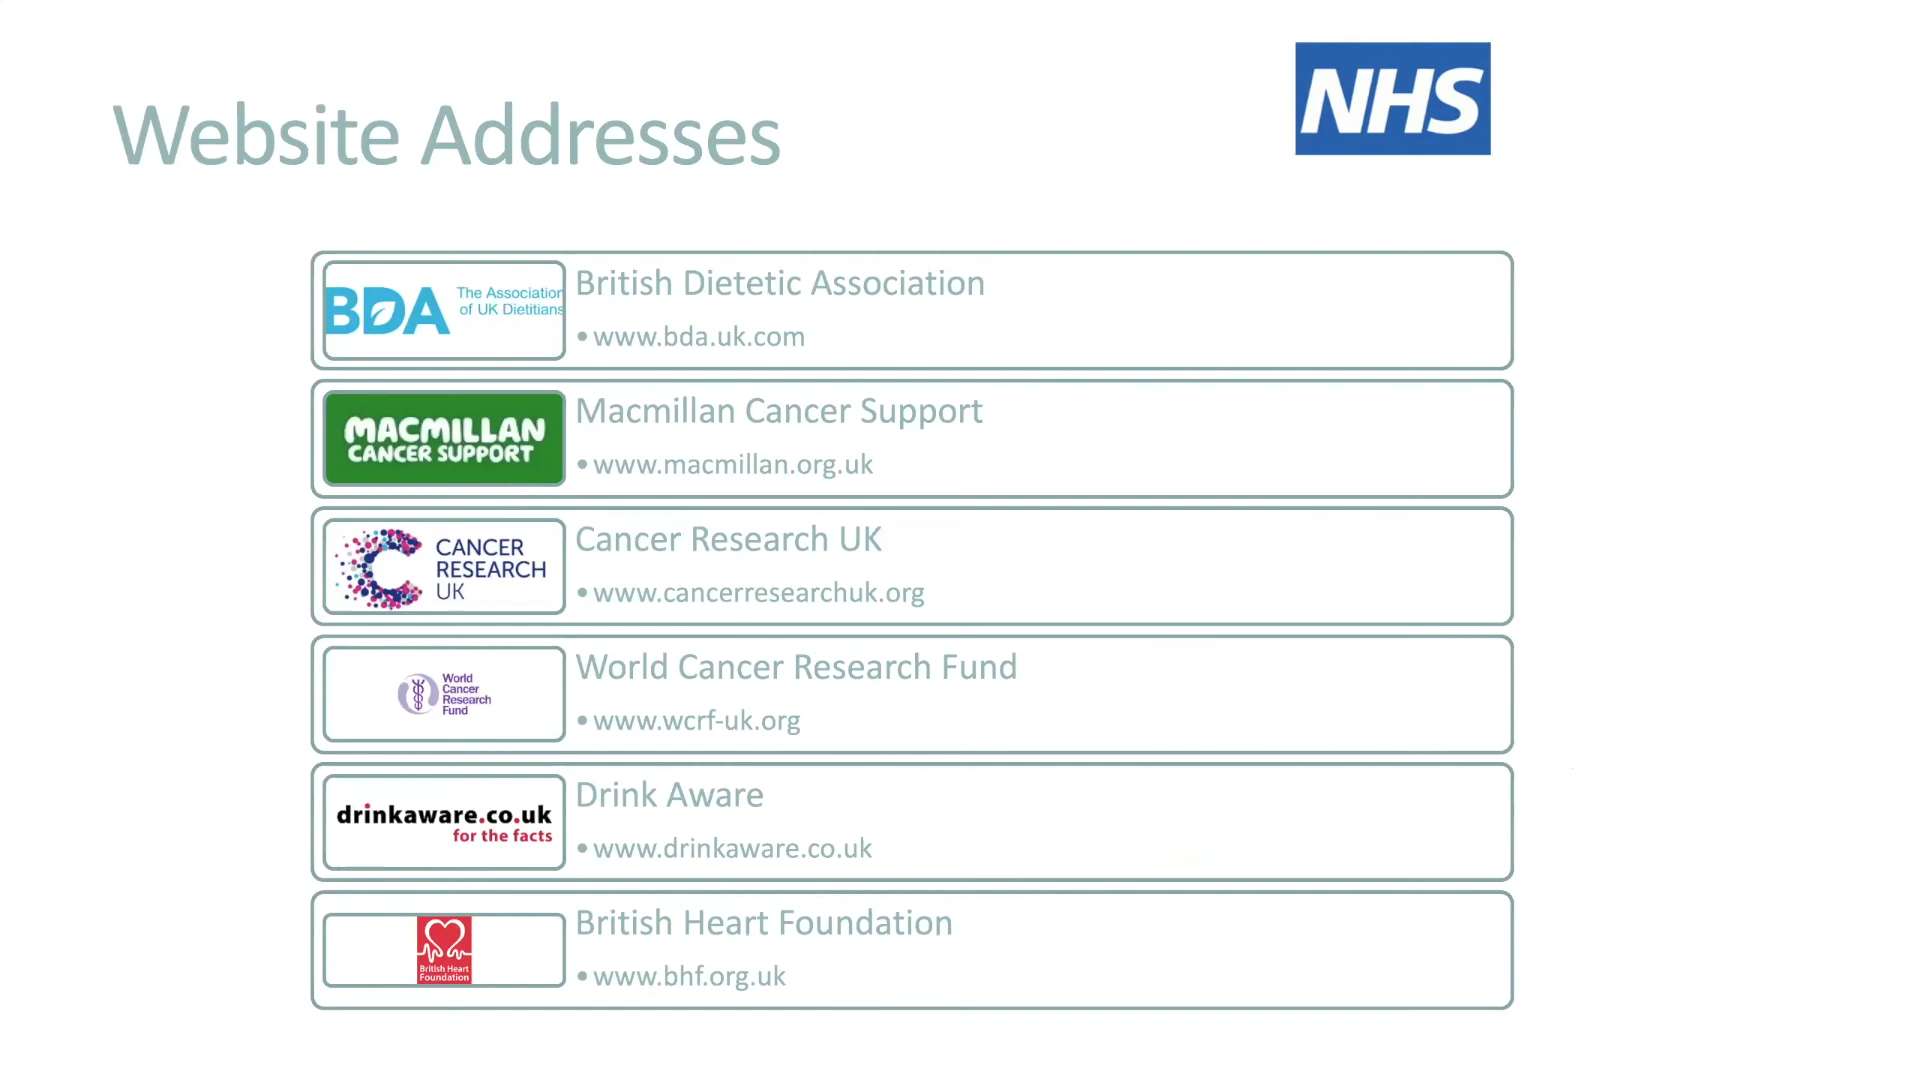 Website Addresses
NHS
BDA
The Association
of UK Dietitians
British Dietetic Association
• www.bda.uk.com
MACMILLAN
CANCER SUPPORT
Macmillan Cancer Support
• www.macmillan.org.uk
CANCER
RESEARCH
UK
Cancer Research UK
• www.cancerresearchuk.org
World
Cancer
Research
Fund
World Cancer Research Fund
• www.wcrf-uk.org
drinkaware.co.uk
for the facts
Drink Aware
• www.drinkaware.co.uk
British Heart
Foundation
British Heart Foundation
• www.bhf.org.uk